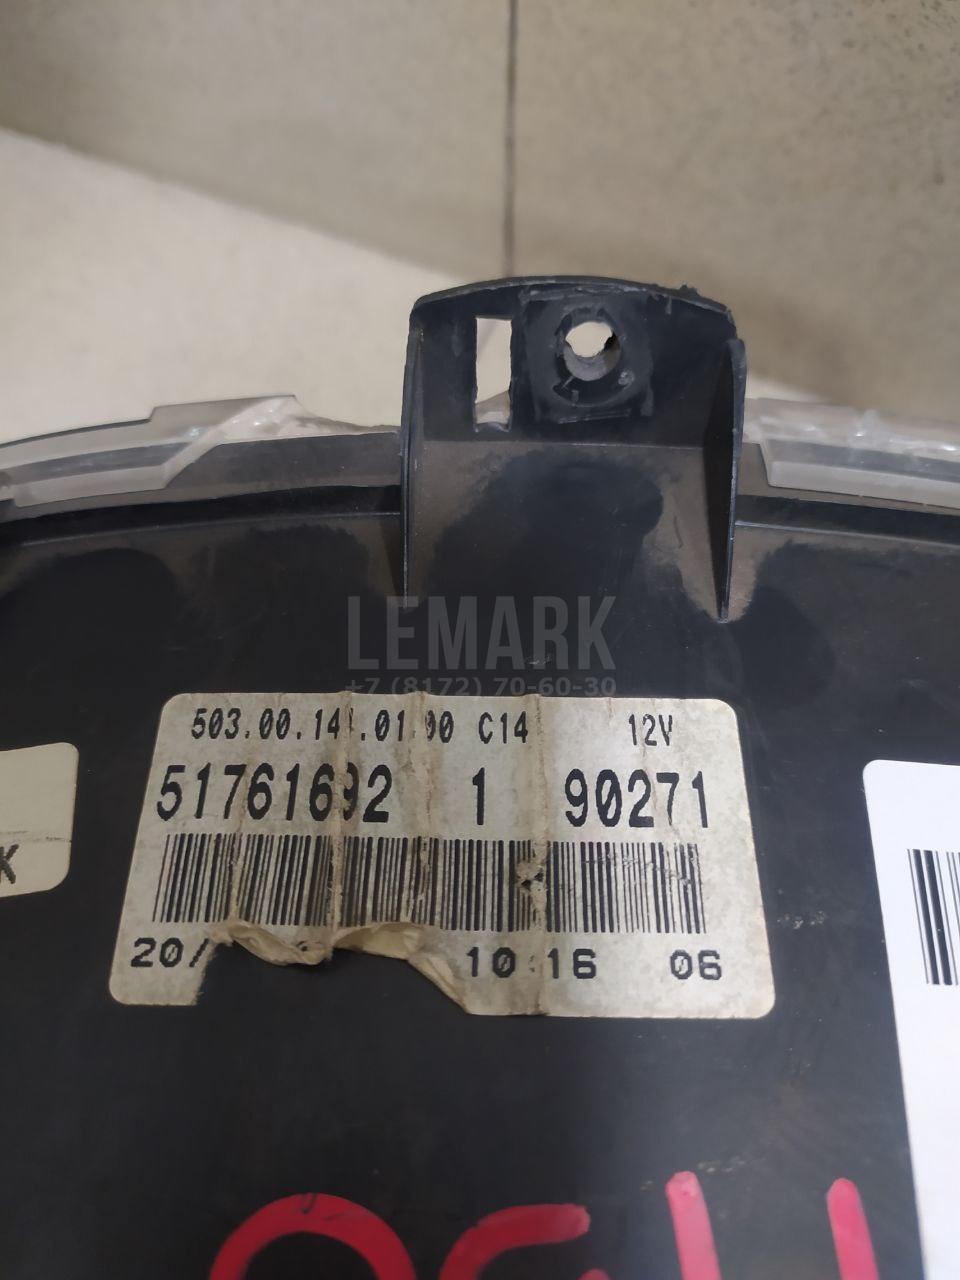 LEMARK
+7 (8172) 70-60-30
503.00.14 .01 00 C14 12V
51761692 1 90271
K
20/ 10:16 06